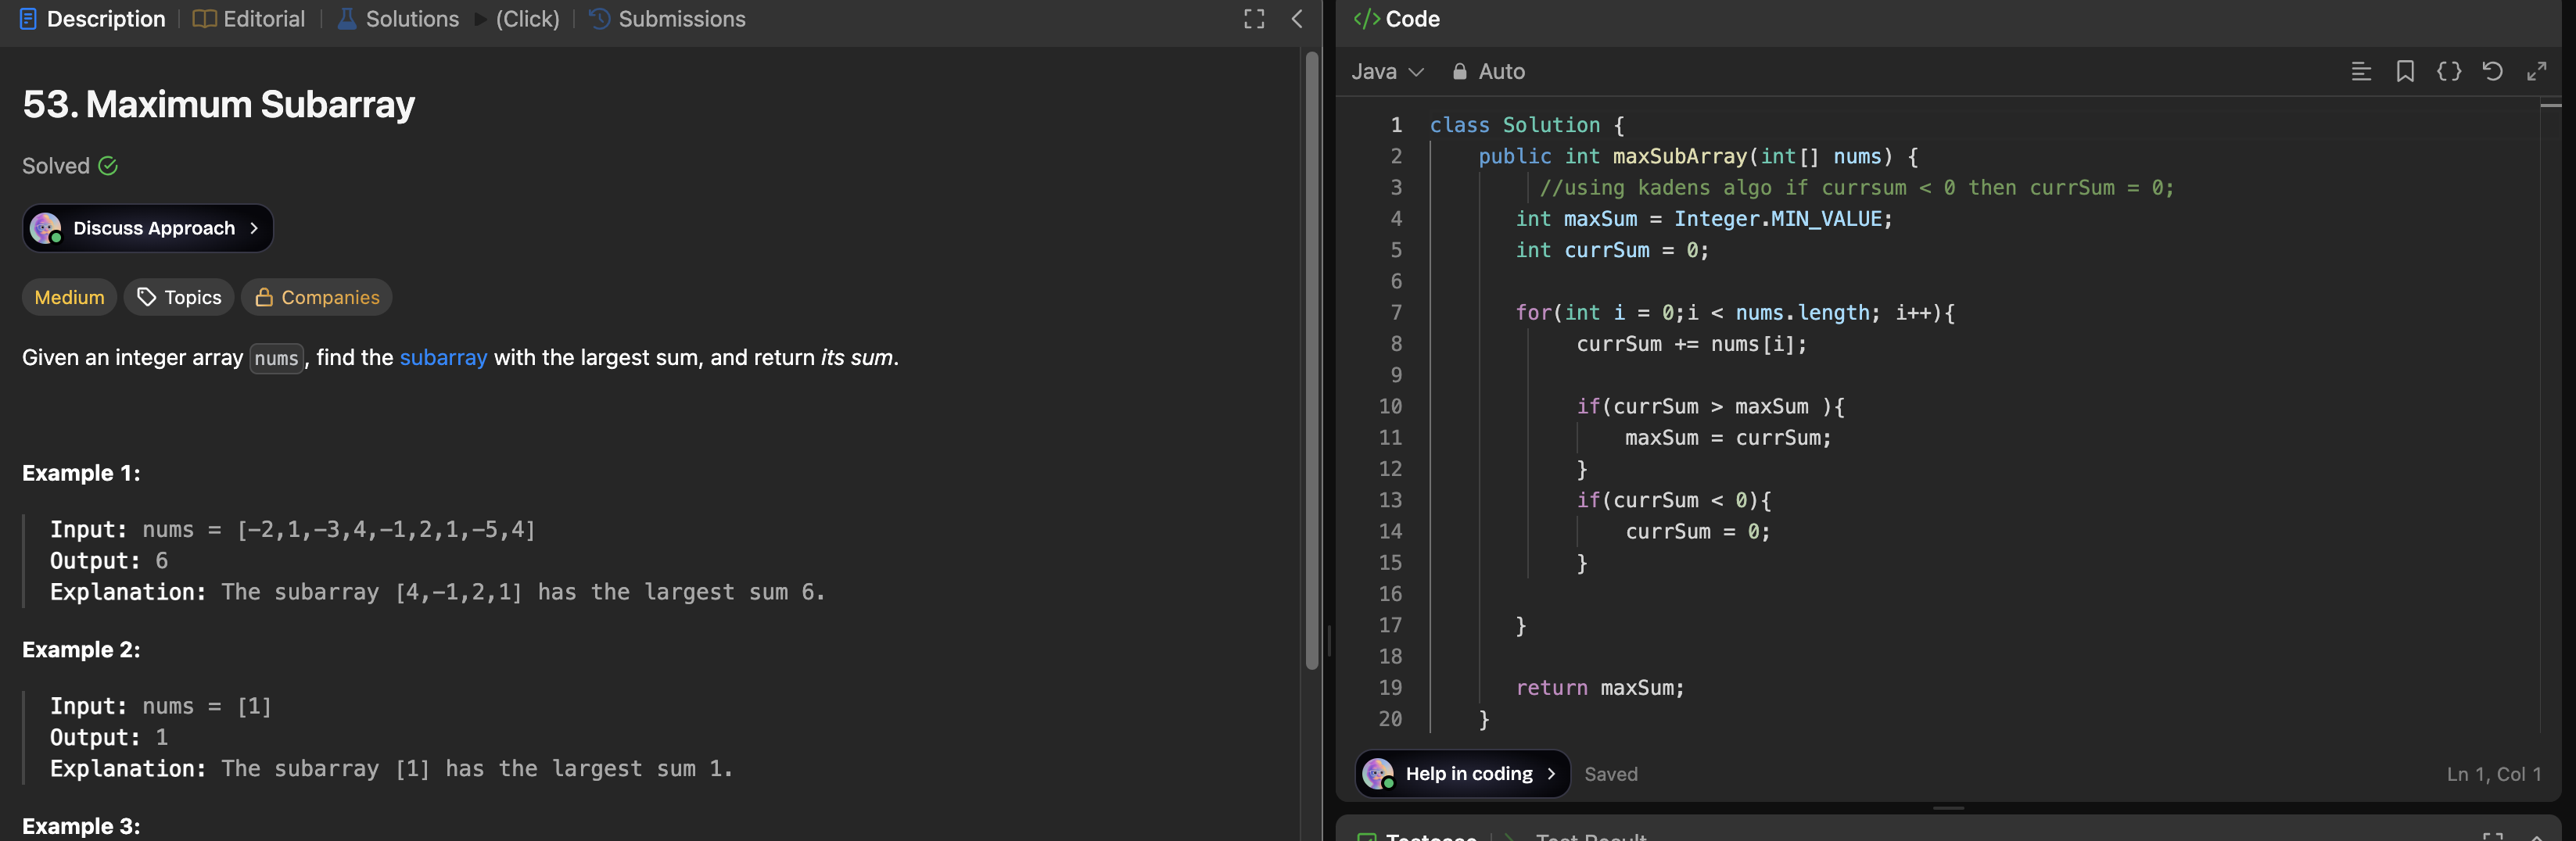 Description Editorial Solutions (Click) Submissions
53. Maximum Subarray
Solved
Discuss Approach
Medium Topics Companies
Given an integer array nums, find the subarray with the largest sum, and return its sum.
Example 1:
Input: nums = [-2,1,-3,4,-1,2,1,-5,4]
Output: 6
Explanation: The subarray [4,-1,2,1] has the largest sum 6.
Example 2:
Input: nums = [1]
Output: 1
Explanation: The subarray [1] has the largest sum 1.
Example 3:
</> Code
Java Auto
1 class Solution {
2 public int maxSubArray(int[] nums) {
3 //using kadens algo if currsum < 0 then currSum = 0;
4 int maxSum = Integer.MIN_VALUE;
5 int currSum = 0;
6
7 for(int i = 0;i < nums.length; i++){
8 currSum += nums[i];
9
10 if(currSum > maxSum ){
11 maxSum = currSum;
12 }
13 if(currSum < 0){
14 currSum = 0;
15 }
16
17 }
18
19 return maxSum;
20 }
Help in coding Saved Ln 1, Col 1
Testcase Test Result